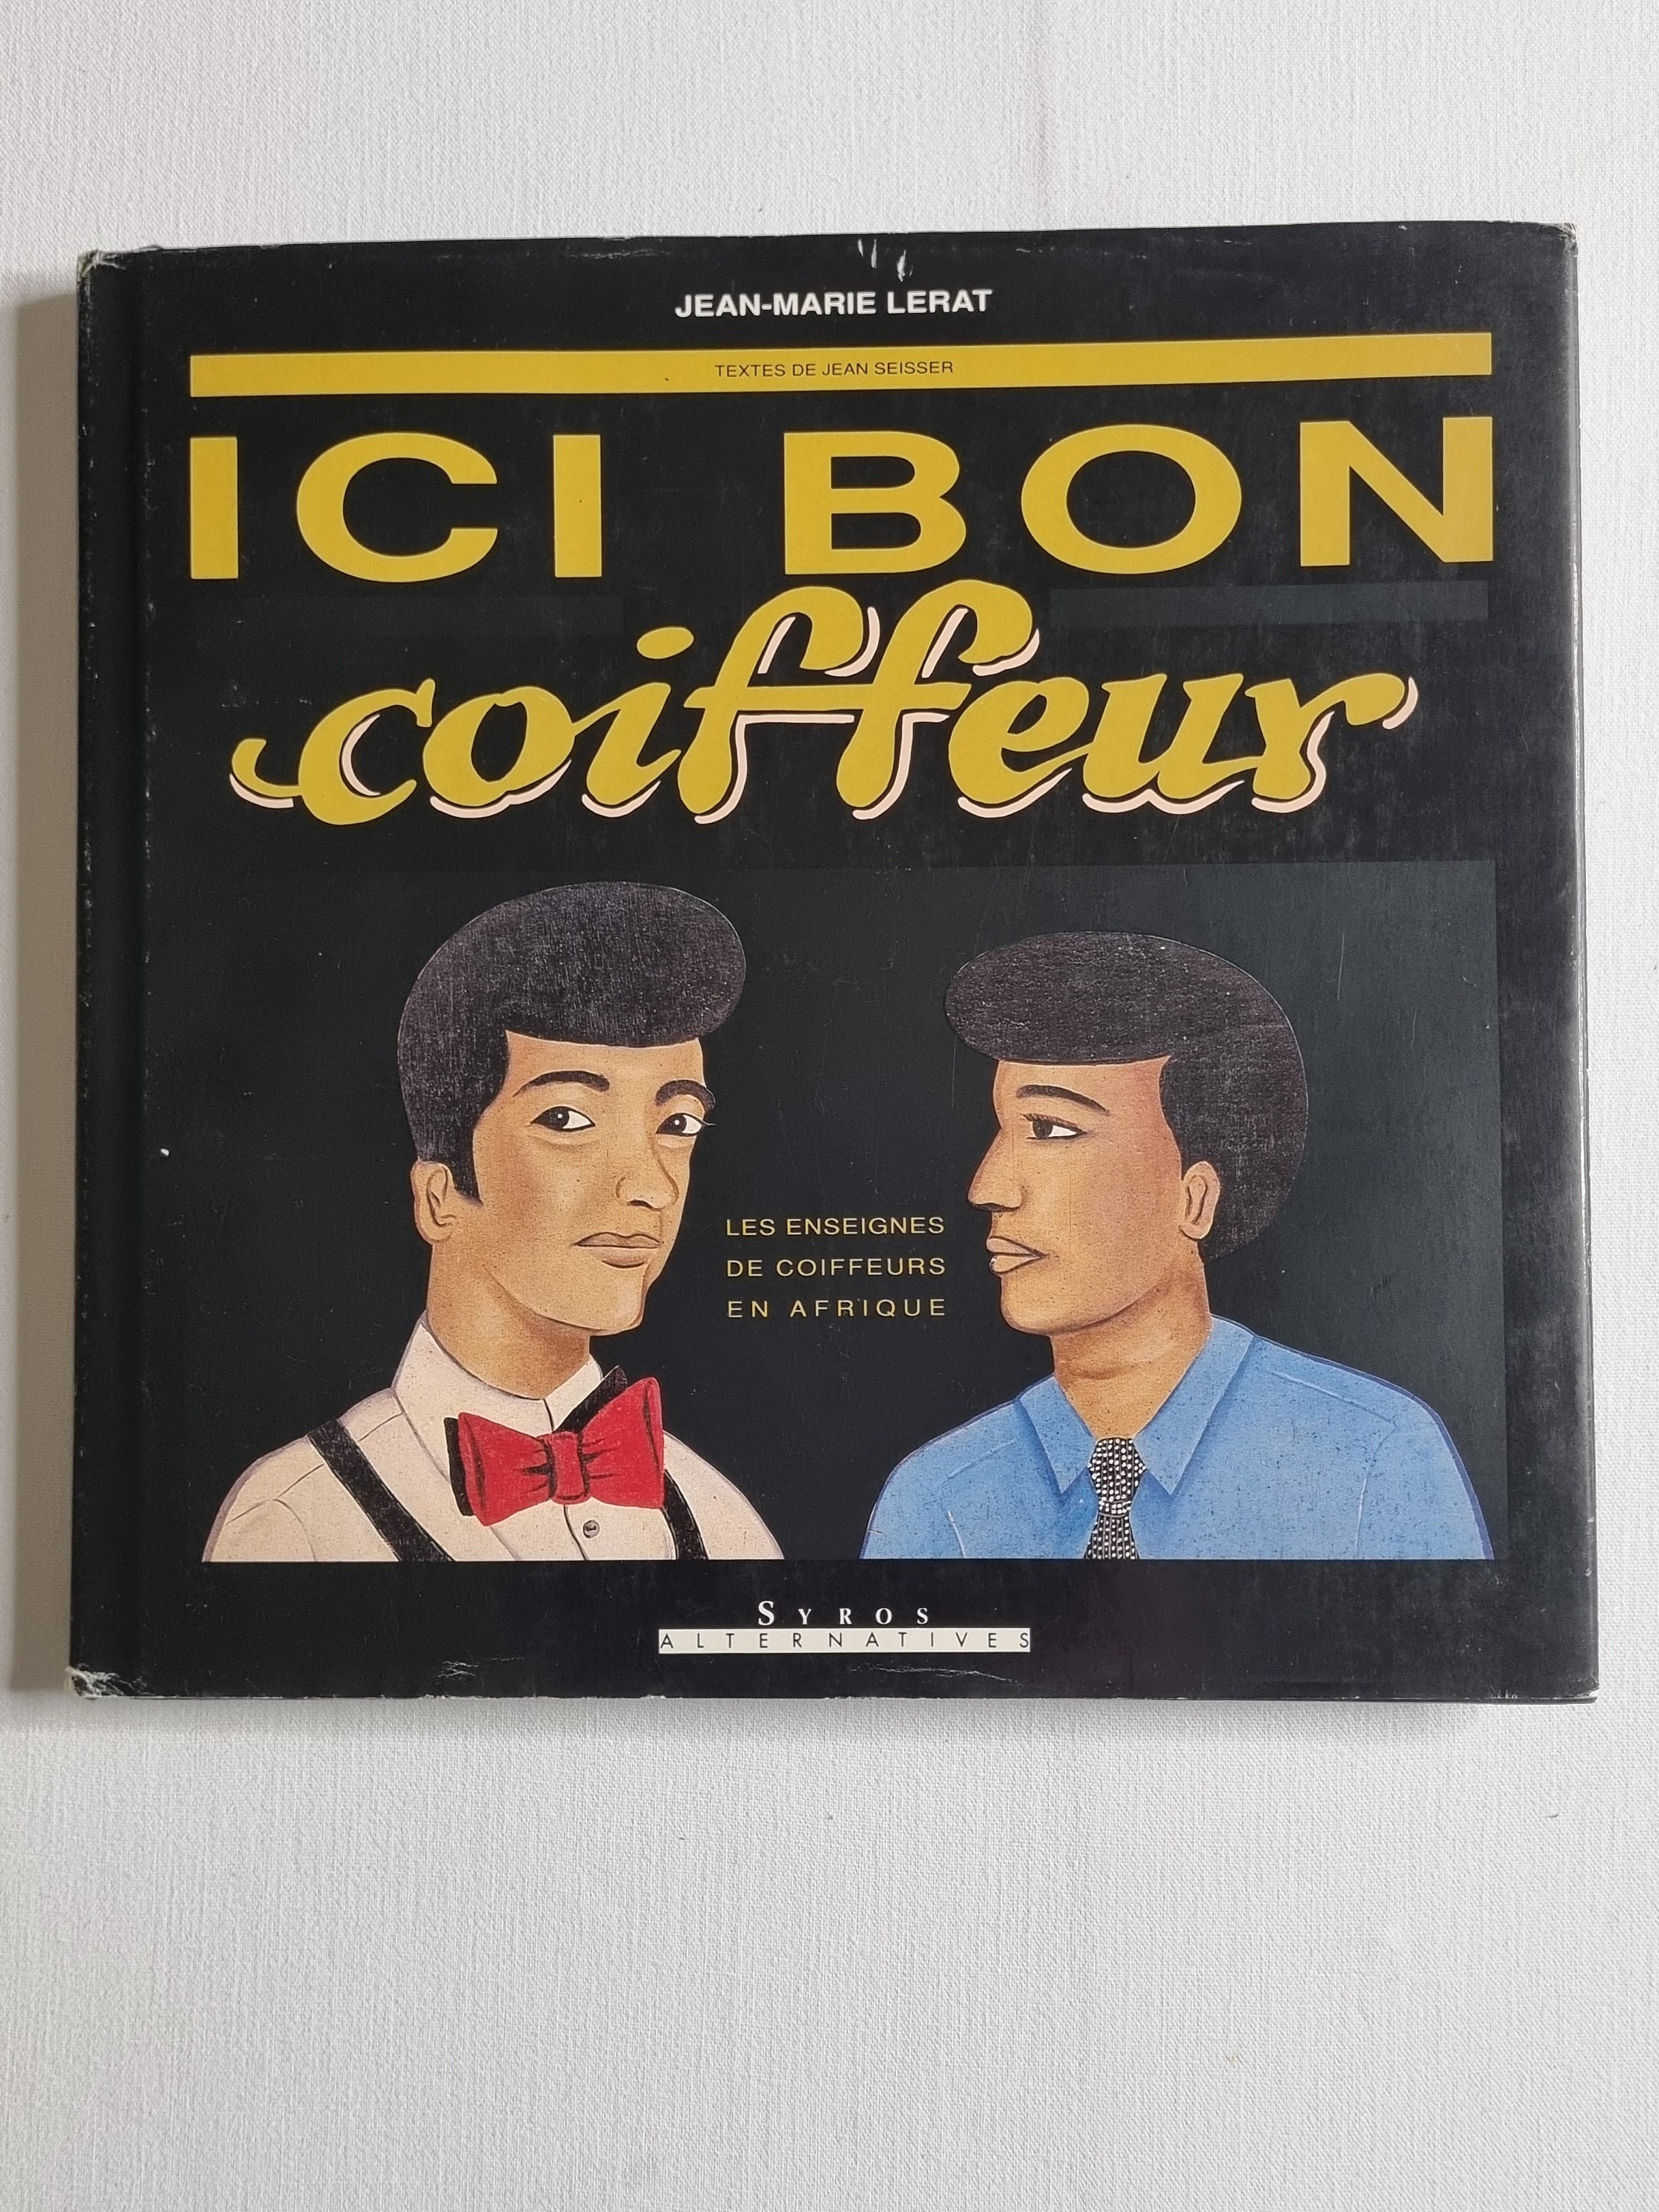 JEAN-MARIE LERAT
TEXTES DE JEAN SEISSER
ICI BON
coiffeur
LES ENSEIGNES
DE COIFFEURS
EN AFRIQUE
SYROS
ALTERNATIVES